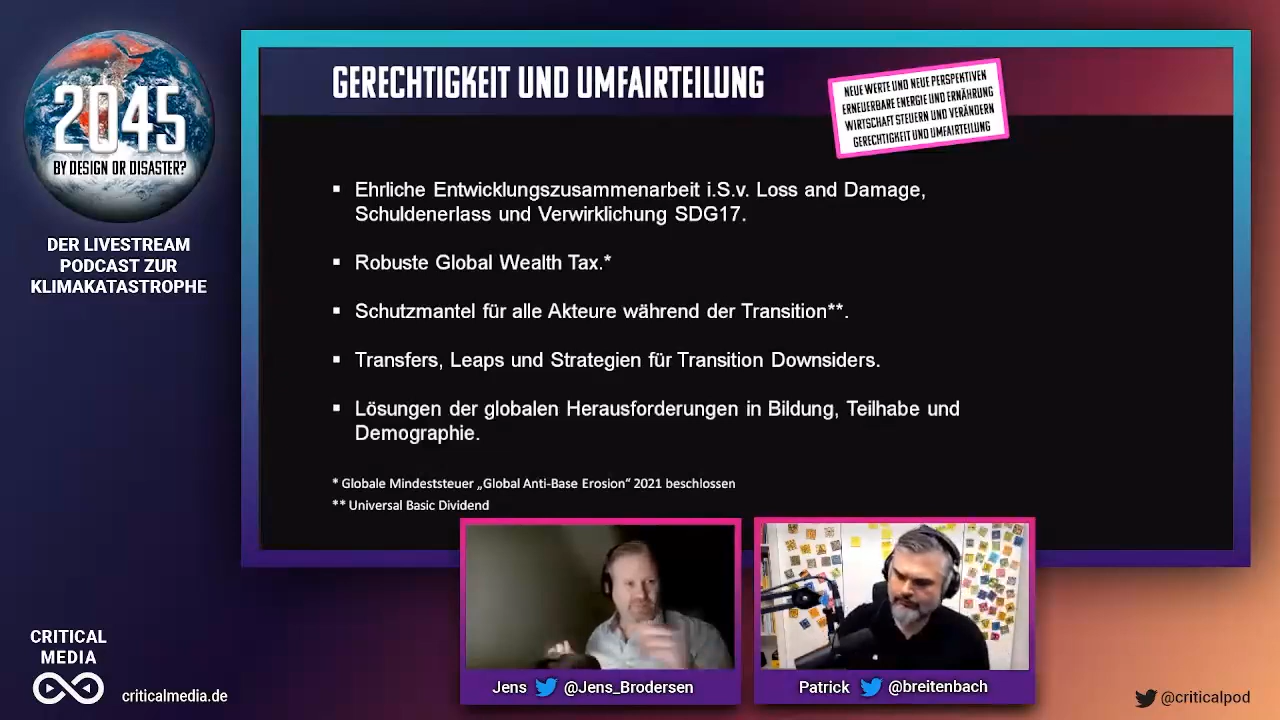 2045
BY DESIGN OR DISASTER?
DER LIVESTREAM
PODCAST ZUR
KLIMAKATASTROPHE
GERECHTIGKEIT UND UMFAIRTEILUNG
NEUE WERTE UND NEUE PERSPEKTIVEN
ERNEUERBARE ENERGIE UND ERNÄHRUNG
WIRTSCHAFT STEUERN UND VERÄNDERN
GERECHTIGKEIT UND UMFAIRTEILUNG
▪ Ehrliche Entwicklungszusammenarbeit i.S.v. Loss and Damage,
Schuldenerlass und Verwirklichung SDG17.
▪ Robuste Global Wealth Tax.*
▪ Schutzmantel für alle Akteure während der Transition**.
▪ Transfers, Leaps und Strategien für Transition Downsiders.
▪ Lösungen der globalen Herausforderungen in Bildung, Teilhabe und
Demographie.
* Globale Mindeststeuer „Global Anti-Base Erosion“ 2021 beschlossen
** Universal Basic Dividend
Jens @Jens_Brodersen
Patrick @breitenbach
CRITICAL
MEDIA
criticalmedia.de
@criticalpod